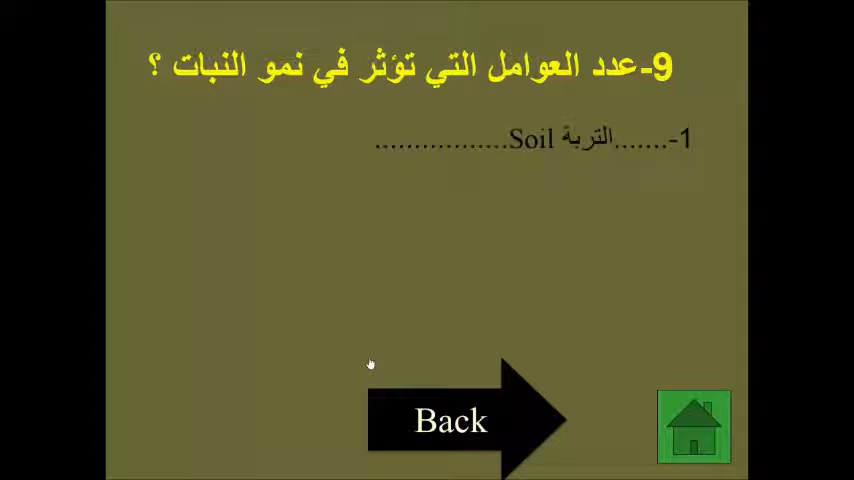 9-عدد العوامل التي تؤثر في نمو النبات ؟
1-.......التربة Soil.................
Back